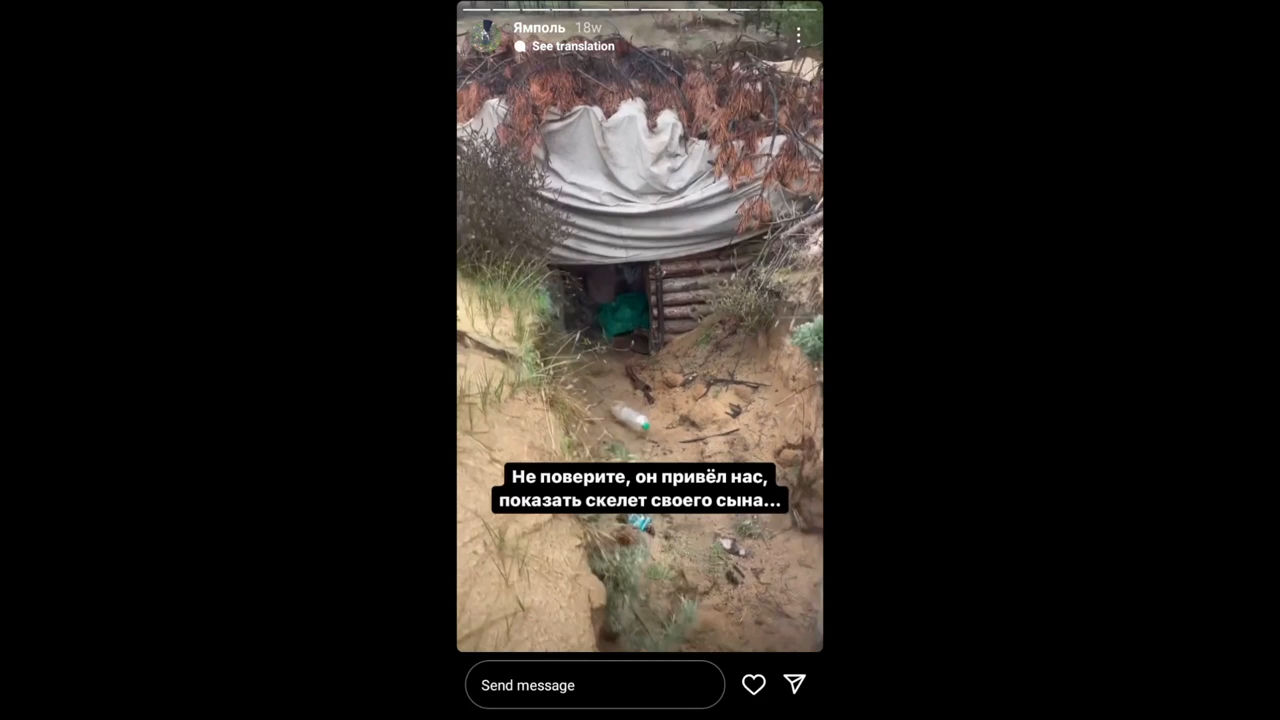 Ямполь 18w
See translation
Не поверите, он привёл нас,
показать скелет своего сына...
Send message